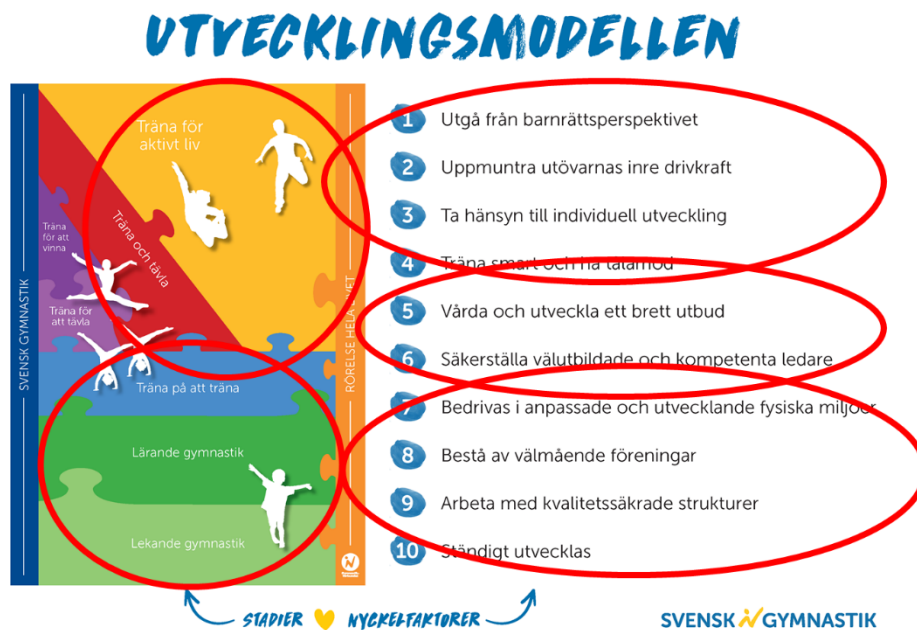 UTVECKLINGSMODELLEN
SVENSK GYMNASTIK
Träna för
aktivt liv
Träna och tävla
Träna
för att
vinna
Träna för
att tävla
Träna på att träna
Lärande gymnastik
Lekande gymnastik
RÖRELSE HELA LIVET
1 Utgå från barnrättsperspektivet
2 Uppmuntra utövarnas inre drivkraft
3 Ta hänsyn till individuell utveckling
4 Träna smart och ha tålamod
5 Vårda och utveckla ett brett utbud
6 Säkerställa välutbildade och kompetenta ledare
7 Bedrivas i anpassade och utvecklande fysiska miljöer
8 Bestå av välmående föreningar
9 Arbeta med kvalitetssäkrade strukturer
10 Ständigt utvecklas
STADIER NYCKELFAKTORER
SVENSK GYMNASTIK